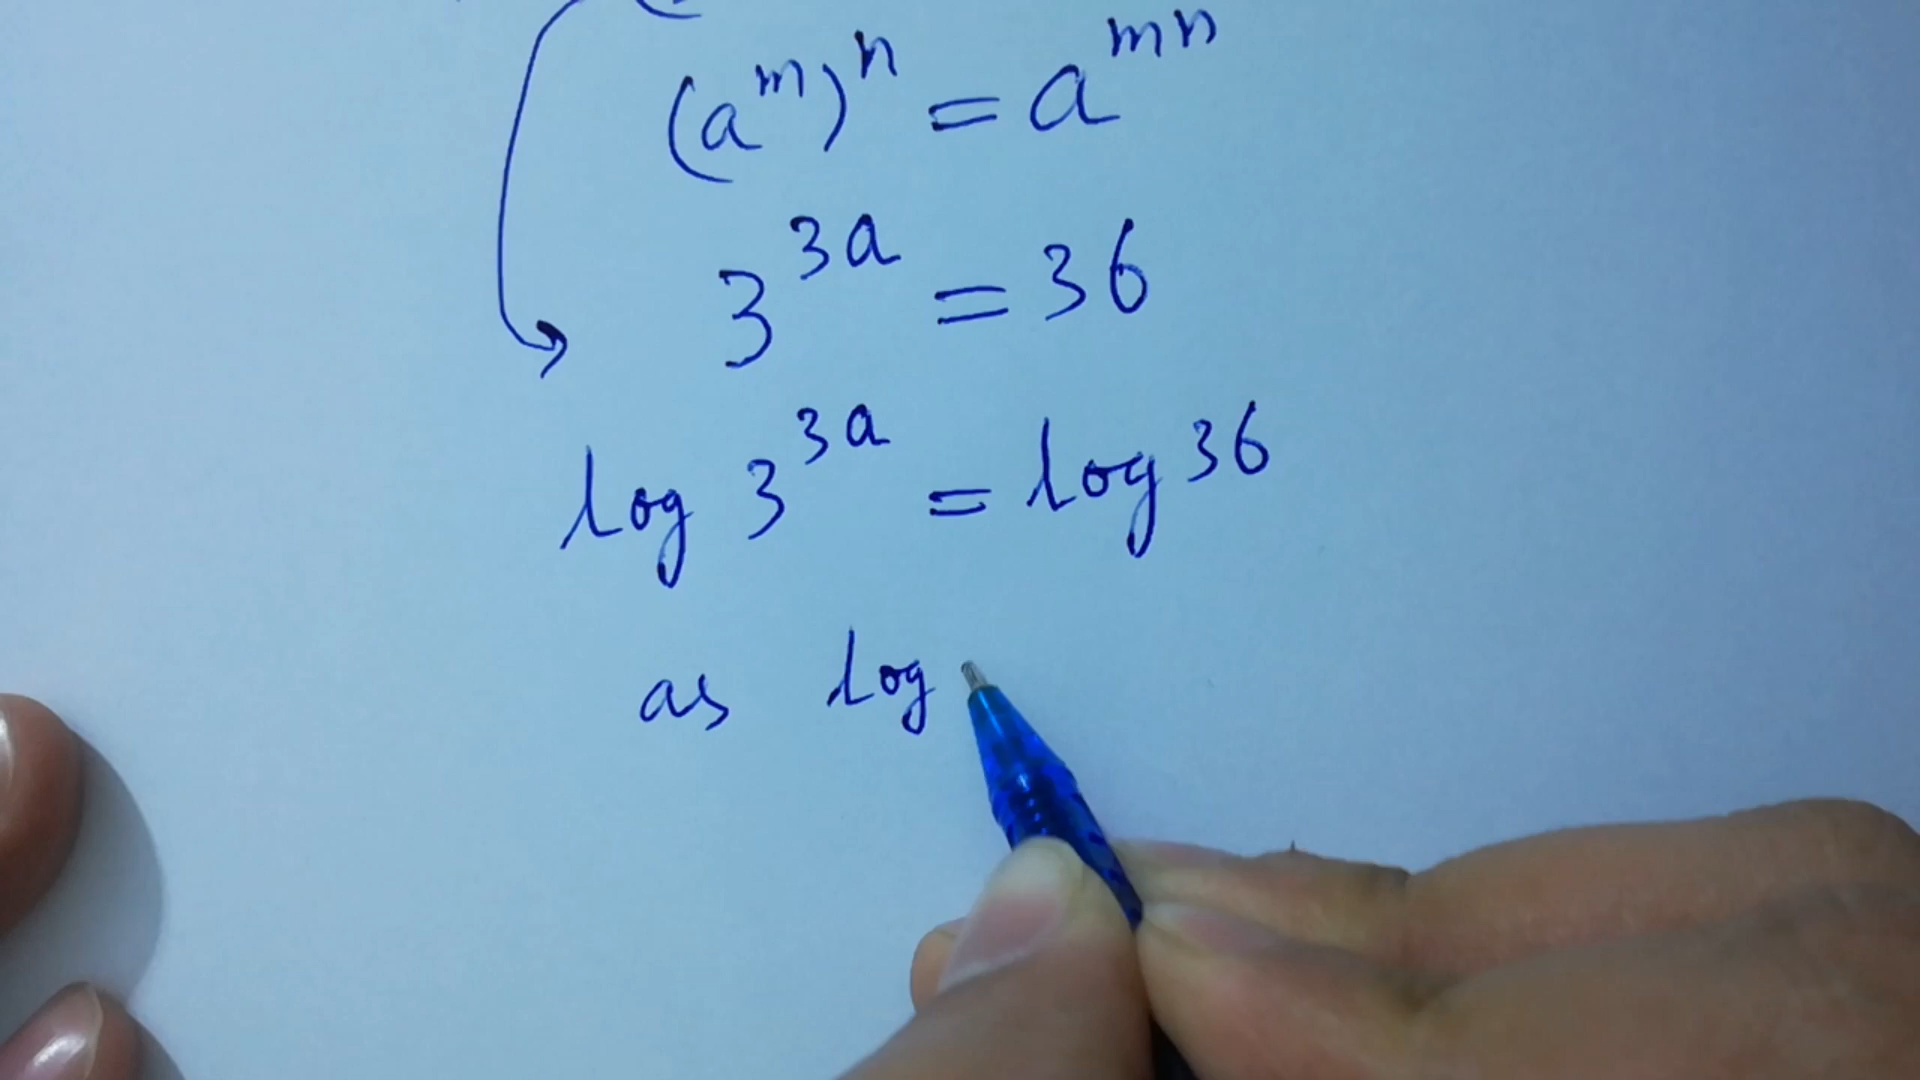 (a^m)^n = a^mn
3^3a = 36
log 3^3a = log 36
as log